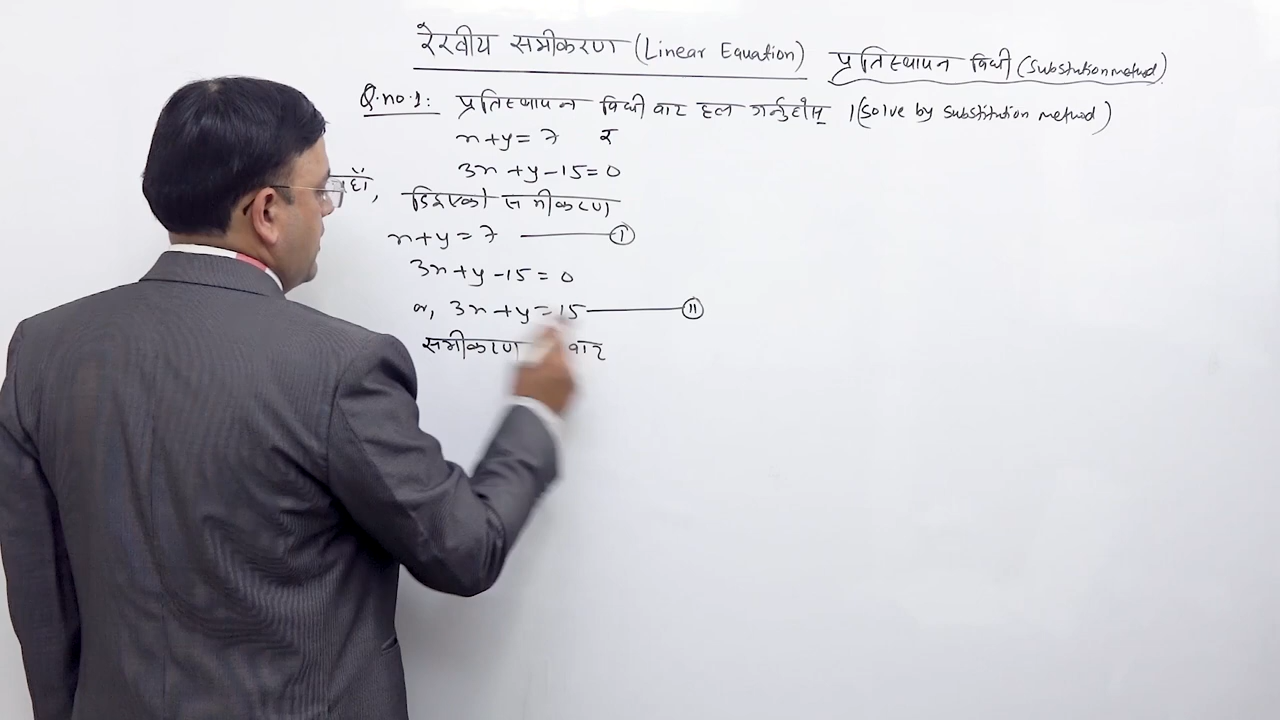 रेखीय समीकरण (Linear Equation) प्रतिस्थापन विधी (Substitution method)
Q.no.1: प्रतिस्थापन विधी वाट हल गर्नुहोस् । (Solve by substitution method)
x+y=7 र
3x+y-15=0
यहाँ, दिइएको समीकरण
x+y=7 (I)
3x+y-15=0
or, 3x+y=15 (II)
समीकरण वाट